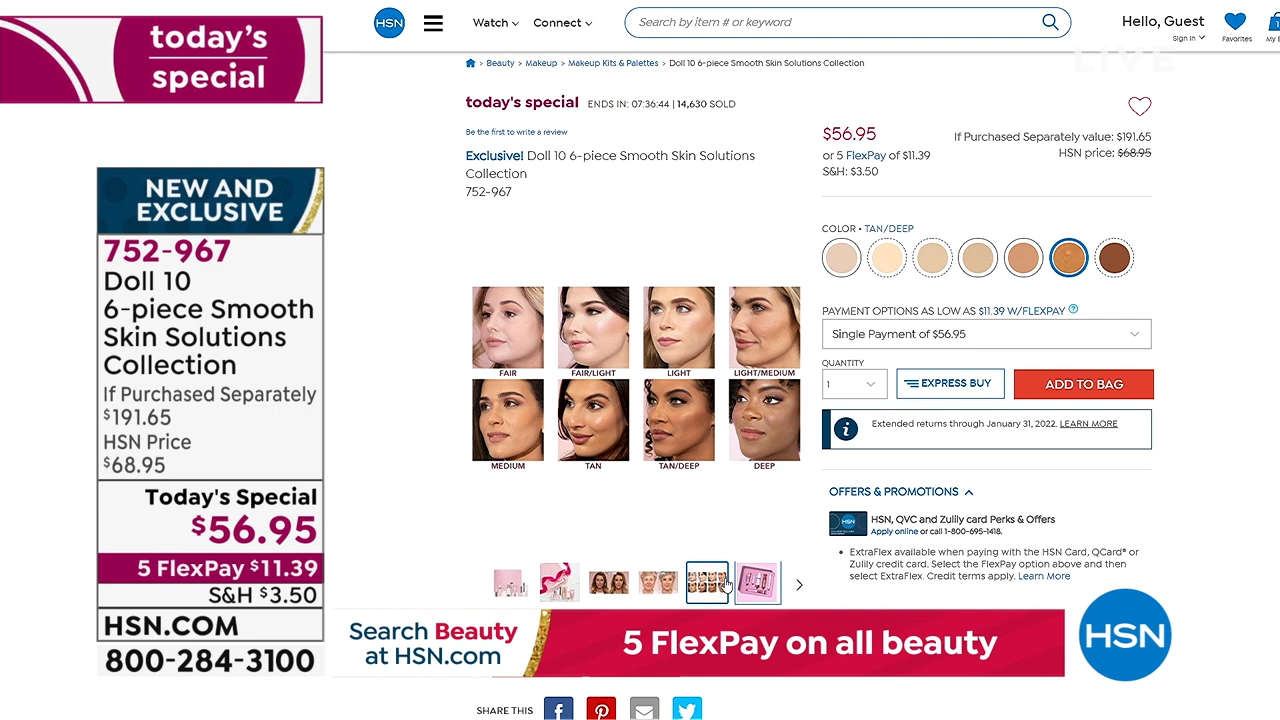 today's
special
NEW AND
EXCLUSIVE
752-967
Doll 10
6-piece Smooth
Skin Solutions
Collection
If Purchased Separately
$191.65
HSN Price
$68.95
Today's Special
$56.95
5 FlexPay $11.39
S&H $3.50
HSN.COM
800-284-3100
HSN
Watch
Connect
Search by item # or keyword
Hello, Guest
Sign In
Favorites
LIVE
> Beauty > Makeup > Makeup Kits & Palettes > Doll 10 6-piece Smooth Skin Solutions Collection
today's special ENDS IN: 07:36:44 | 14,630 SOLD
Be the first to write a review
Exclusive! Doll 10 6-piece Smooth Skin Solutions
Collection
752-967
$56.95
or 5 FlexPay of $11.39
S&H: $3.50
If Purchased Separately value: $191.65
HSN price: $68.95
COLOR • TAN/DEEP
FAIR
FAIR/LIGHT
LIGHT
LIGHT/MEDIUM
MEDIUM
TAN
TAN/DEEP
DEEP
PAYMENT OPTIONS AS LOW AS $11.39 W/FLEXPAY ?
Single Payment of $56.95
QUANTITY
1
EXPRESS BUY
ADD TO BAG
i
Extended returns through January 31, 2022. LEARN MORE
OFFERS & PROMOTIONS
HSN
HSN, QVC and Zulily card Perks & Offers
Apply online or call 1-800-695-1418.
• ExtraFlex available when paying with the HSN Card, QCard® or
Zulily credit card. Select the FlexPay option above and then
select ExtraFlex. Credit terms apply. Learn More
Search Beauty
at HSN.com
5 FlexPay on all beauty
HSN
SHARE THIS